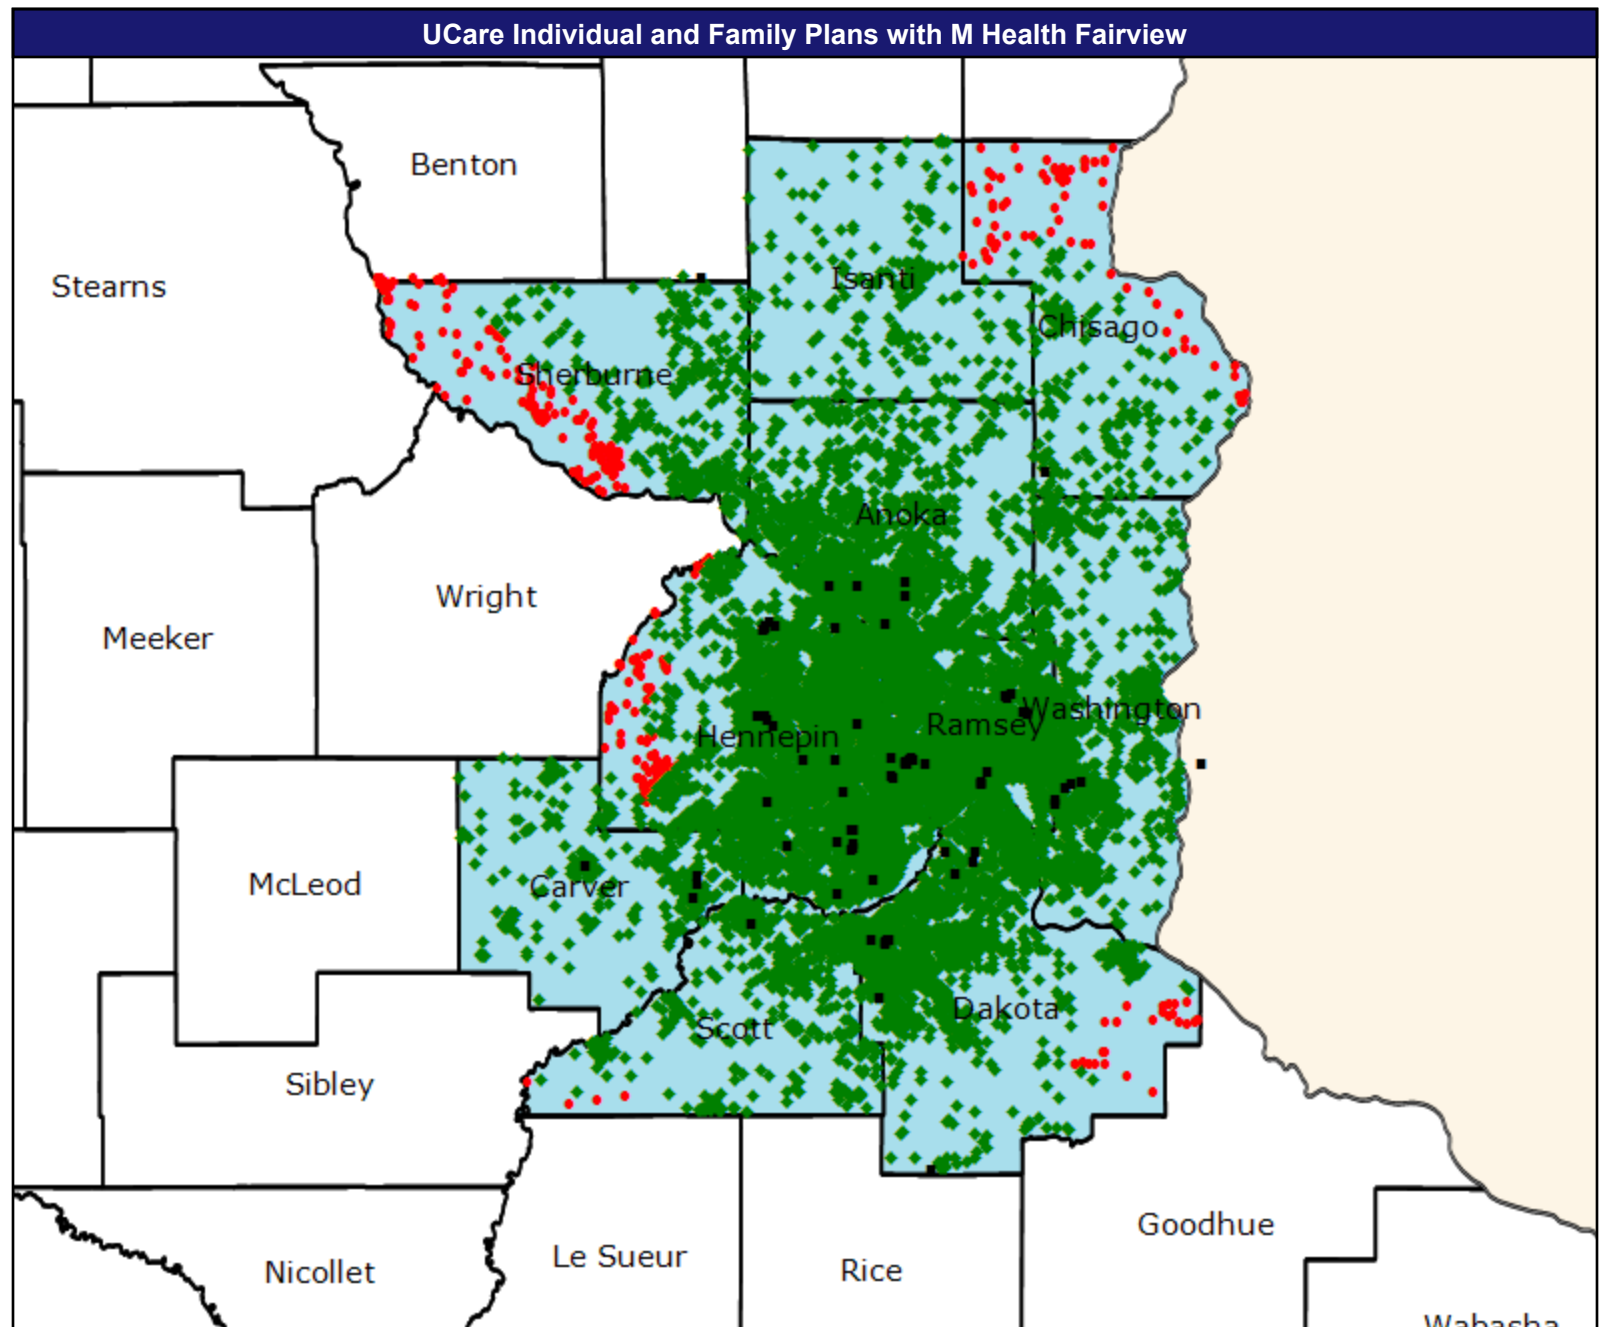 UCare Individual and Family Plans with M Health Fairview
Benton
Stearns
Isanti
Chisago
Sherburne
Anoka
Wright
Meeker
Washington
Ramsey
Hennepin
McLeod
Carver
Dakota
Scott
Sibley
Goodhue
Le Sueur
Rice
Nicollet
Wabasha